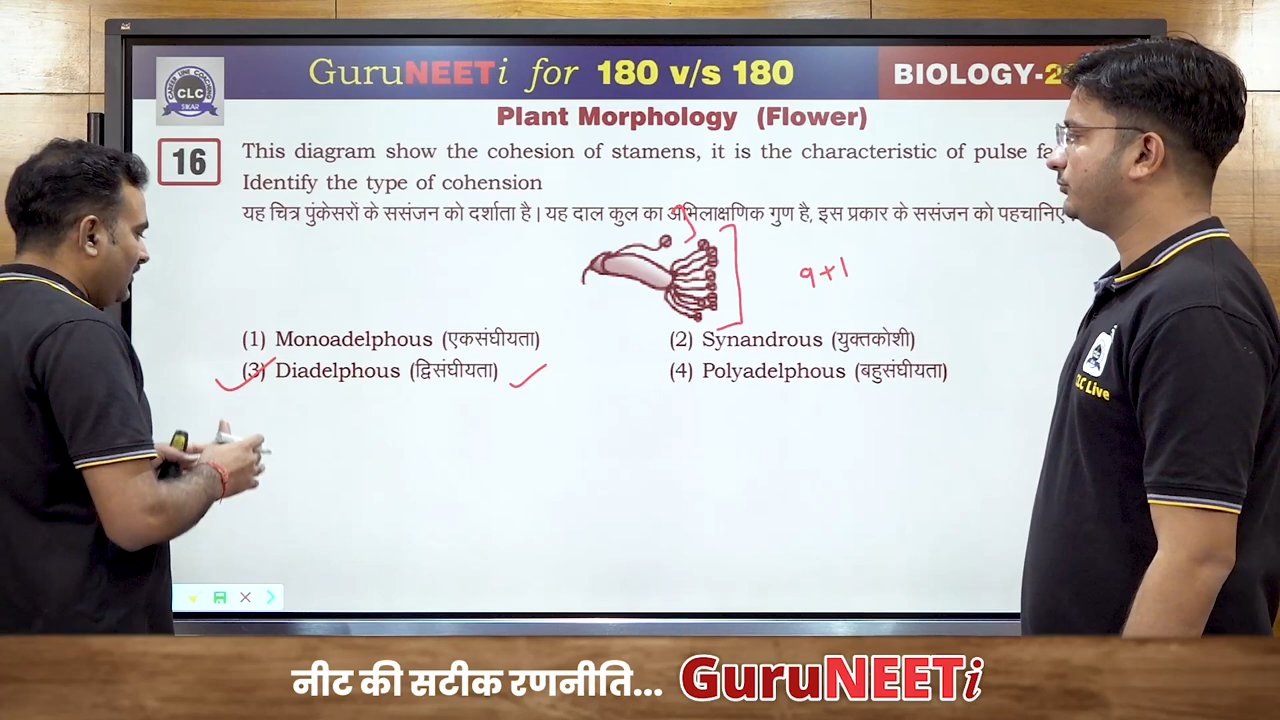 GuruNEETi for 180 v/s 180
BIOLOGY-2
CAREER LINE COACHING
CLC
SIKAR
Plant Morphology (Flower)
16
This diagram show the cohesion of stamens, it is the characteristic of pulse fa
Identify the type of cohension
यह चित्र पुंकेसरों के ससंजन को दर्शाता है। यह दाल कुल का अभिलाक्षणिक गुण है, इस प्रकार के ससंजन को पहचानिए
9+1
(1) Monoadelphous (एकसंघीयता)
(2) Synandrous (युक्तकोशी)
(3) Diadelphous (द्विसंघीयता)
(4) Polyadelphous (बहुसंघीयता)
CLC Live
नीट की सटीक रणनीति... GuruNEETi